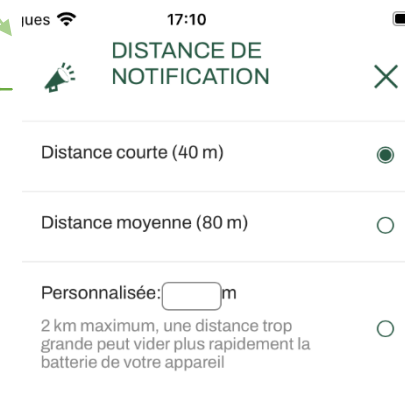 17:10
DISTANCE DE
NOTIFICATION
Distance courte (40 m)
Distance moyenne (80 m)
Personnalisée: m
2 km maximum, une distance trop
grande peut vider plus rapidement la
batterie de votre appareil